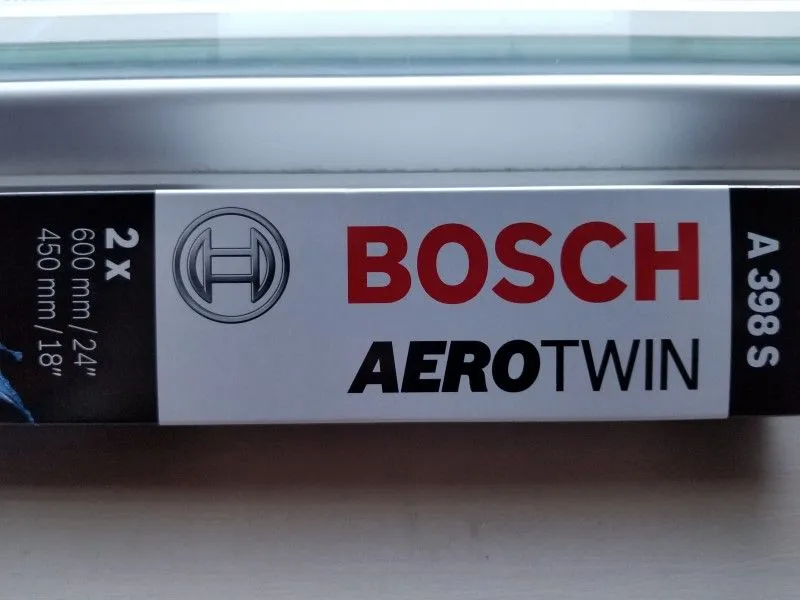 2 x
600 mm / 24"
450 mm / 18"
BOSCH
AEROTWIN
A 398 S